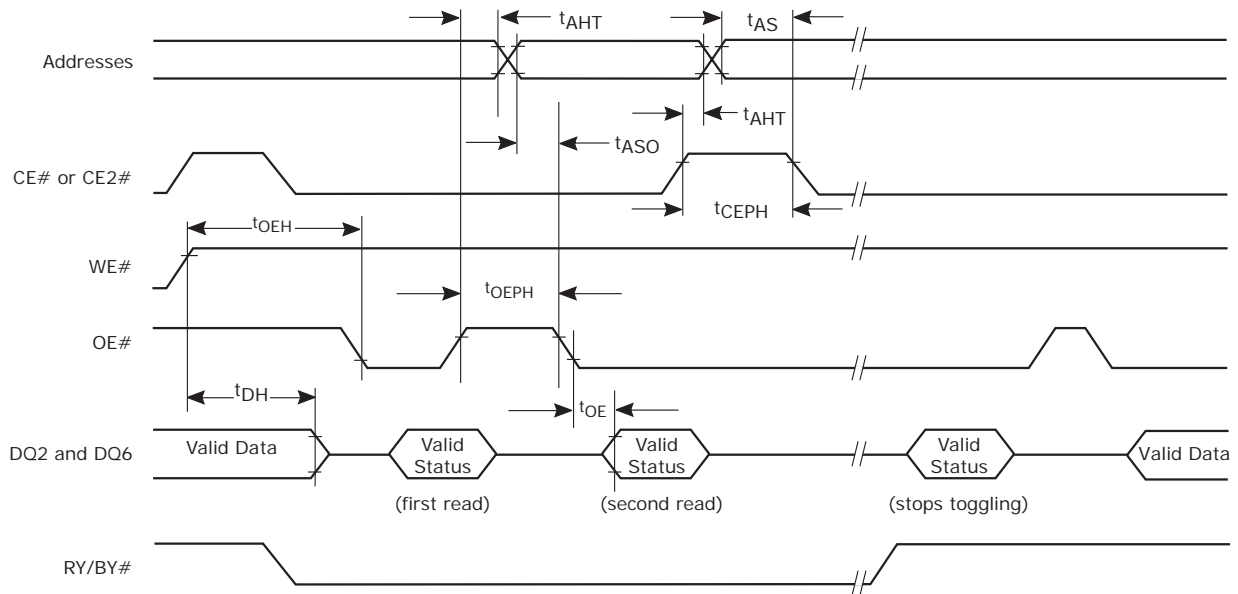 tAHT
tAS
Addresses
tAHT
tASO
CE# or CE2#
tCEPH
tOEH
WE#
tOEPH
OE#
tDH
tOE
DQ2 and DQ6
Valid Data
Valid
Status
Valid
Status
Valid
Status
Valid Data
(first read)
(second read)
(stops toggling)
RY/BY#